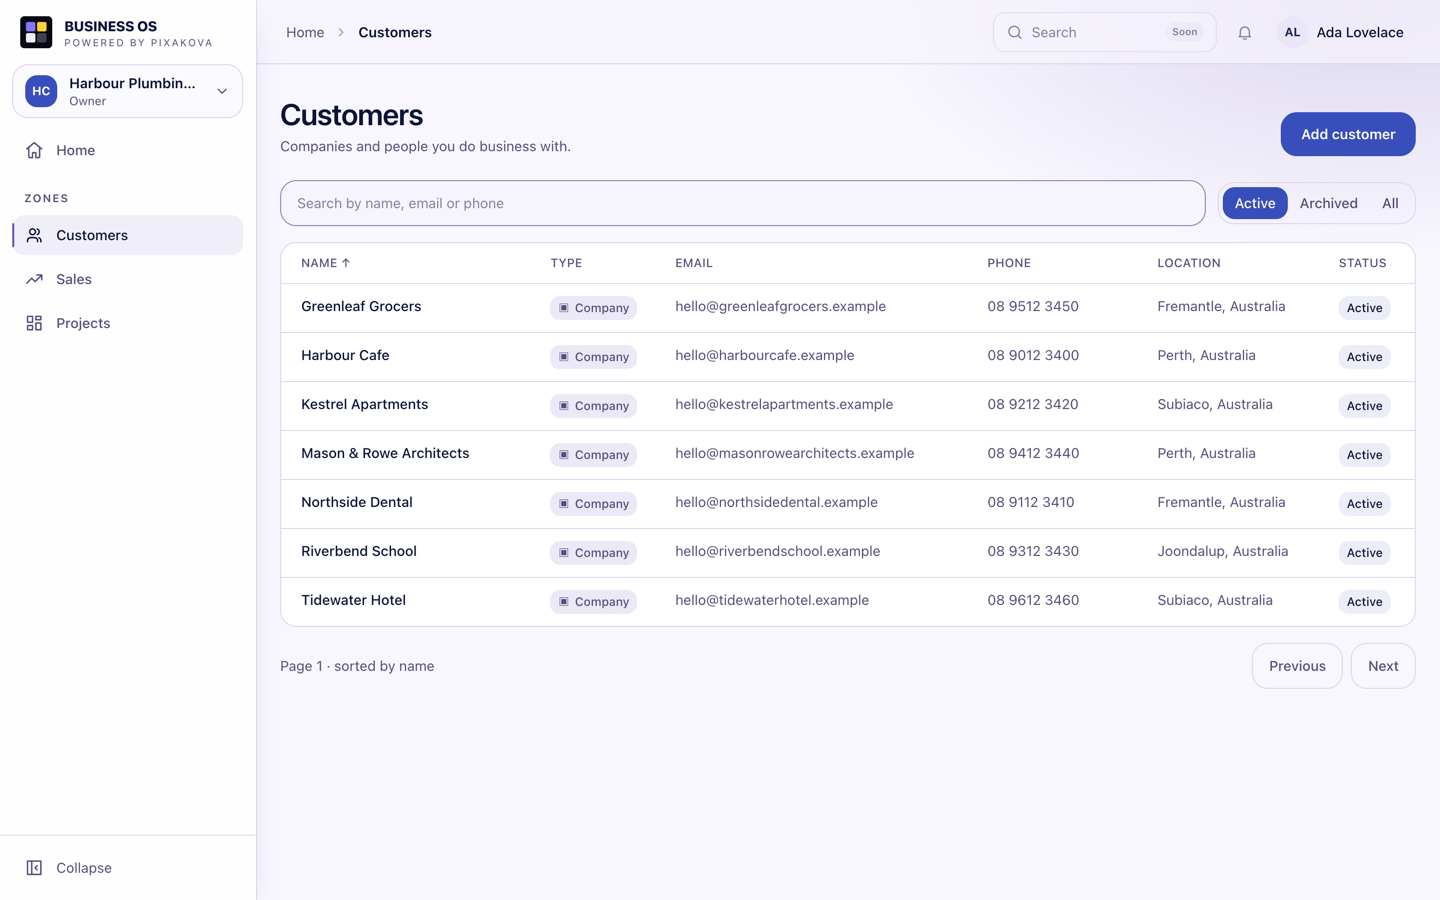 BUSINESS OS
POWERED BY PIXAKOVA
HC
Harbour Plumbin...
Owner
Home
ZONES
Customers
Sales
Projects
Collapse
Home > Customers
Search Soon
AL Ada Lovelace
Customers
Companies and people you do business with.
Add customer
Search by name, email or phone
Active Archived All
NAME ↑ TYPE EMAIL PHONE LOCATION STATUS
Greenleaf Grocers Company hello@greenleafgrocers.example 08 9512 3450 Fremantle, Australia Active
Harbour Cafe Company hello@harbourcafe.example 08 9012 3400 Perth, Australia Active
Kestrel Apartments Company hello@kestrelapartments.example 08 9212 3420 Subiaco, Australia Active
Mason & Rowe Architects Company hello@masonrowearchitects.example 08 9412 3440 Perth, Australia Active
Northside Dental Company hello@northsidedental.example 08 9112 3410 Fremantle, Australia Active
Riverbend School Company hello@riverbendschool.example 08 9312 3430 Joondalup, Australia Active
Tidewater Hotel Company hello@tidewaterhotel.example 08 9612 3460 Subiaco, Australia Active
Page 1 · sorted by name
Previous Next